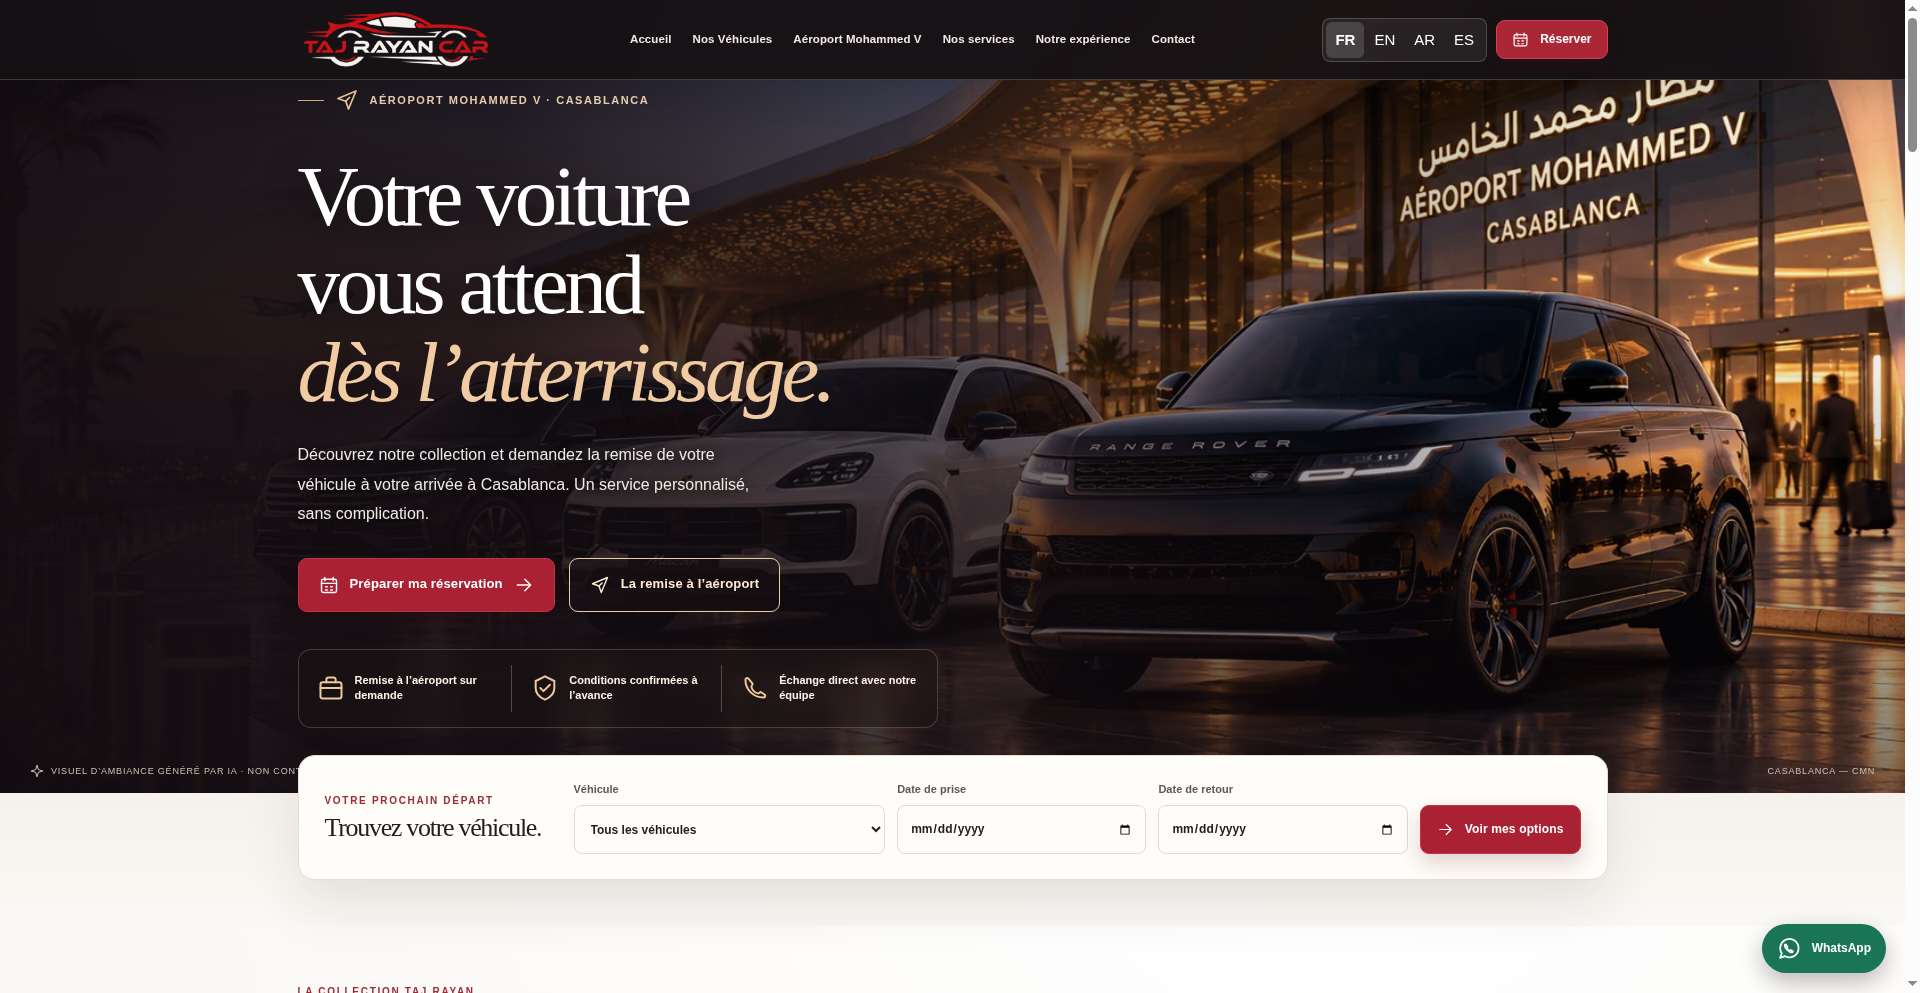 TAJ RAYAN CAR
Accueil
Nos Véhicules
Aéroport Mohammed V
Nos services
Notre expérience
Contact
FR
EN
AR
ES
Réserver
AÉROPORT MOHAMMED V · CASABLANCA
مطار محمد الخامس
AÉROPORT MOHAMMED V
CASABLANCA
Votre voiture
vous attend
dès l’atterrissage.
RANGE ROVER
Découvrez notre collection et demandez la remise de votre
véhicule à votre arrivée à Casablanca. Un service personnalisé,
sans complication.
Macan
Préparer ma réservation
La remise à l’aéroport
Remise à l’aéroport sur
demande
Conditions confirmées à
l’avance
Échange direct avec notre
équipe
VISUEL D’AMBIANCE GÉNÉRÉ PAR IA · NON CONT
CASABLANCA — CMN
VOTRE PROCHAIN DÉPART
Trouvez votre véhicule.
Véhicule
Tous les véhicules
Date de prise
mm/dd/yyyy
Date de retour
mm/dd/yyyy
Voir mes options
WhatsApp
LA COLLECTION TAJ RAYAN